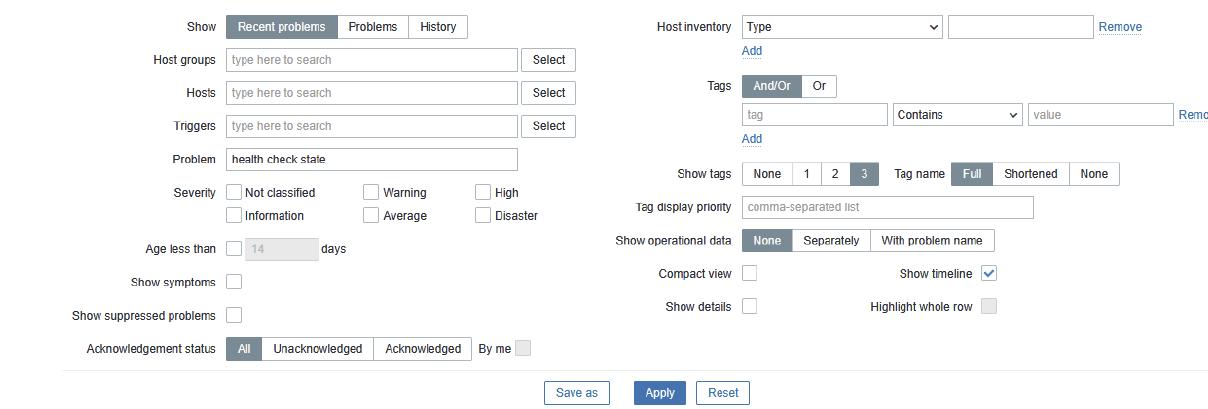 Show Recent problems Problems History
Host groups type here to search Select
Hosts type here to search Select
Triggers type here to search Select
Problem health check state
Severity Not classified Warning High
Information Average Disaster
Age less than 14 days
Show symptoms
Show suppressed problems
Acknowledgement status All Unacknowledged Acknowledged By me
Host inventory Type Remove
Add
Tags And/Or Or
tag Contains value Remo
Add
Show tags None 1 2 3 Tag name Full Shortened None
Tag display priority comma-separated list
Show operational data None Separately With problem name
Compact view Show timeline
Show details Highlight whole row
Save as Apply Reset